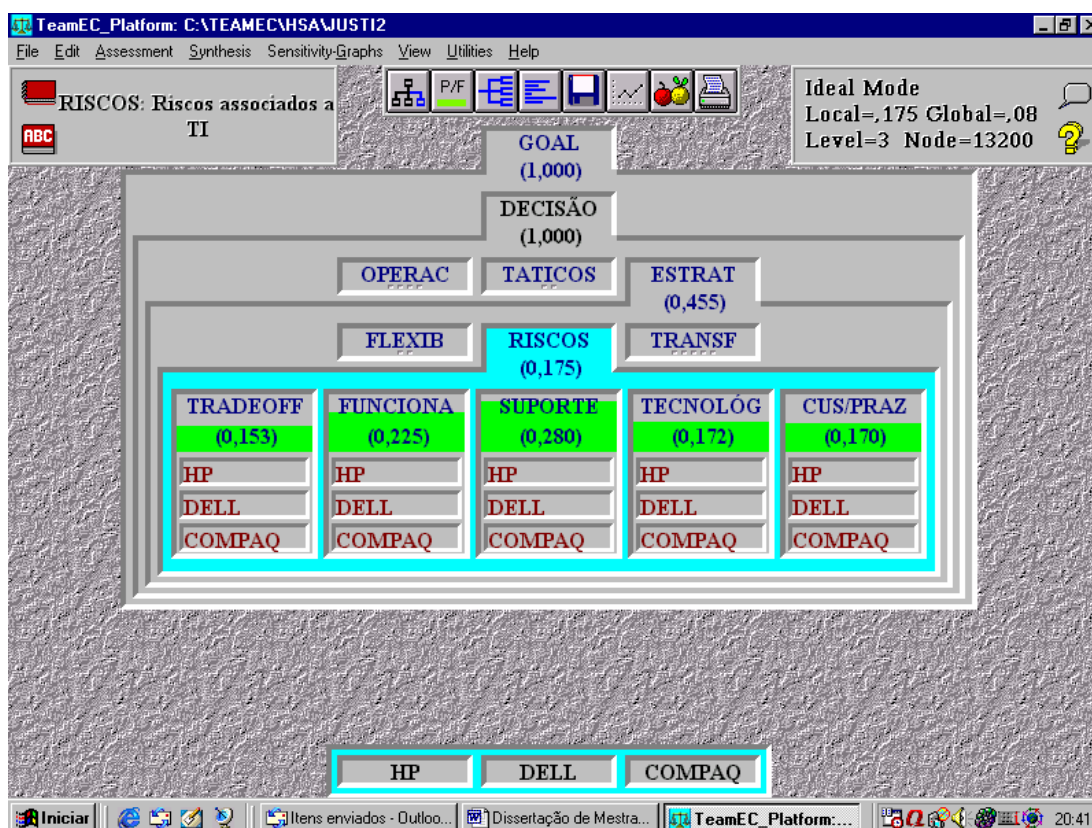 TeamEC_Platform: C:\TEAMEC\HSA\JUSTI2
File Edit Assessment Synthesis Sensitivity-Graphs View Utilities Help
RISCOS: Riscos associados a
TI
ABC
P/F
Ideal Mode
Local=,175 Global=,08
Level=3 Node=13200
GOAL
(1,000)
DECISÃO
(1,000)
OPERAC TATICOS ESTRAT
(0,455)
FLEXIB RISCOS TRANSF
(0,175)
TRADEOFF FUNCIONA SUPORTE TECNOLÓG CUS/PRAZ
(0,153) (0,225) (0,280) (0,172) (0,170)
HP HP HP HP HP
DELL DELL DELL DELL DELL
COMPAQ COMPAQ COMPAQ COMPAQ COMPAQ
HP DELL COMPAQ
Iniciar Itens enviados - Outloo... Dissertação de Mestra... TeamEC_Platform:... 20:41